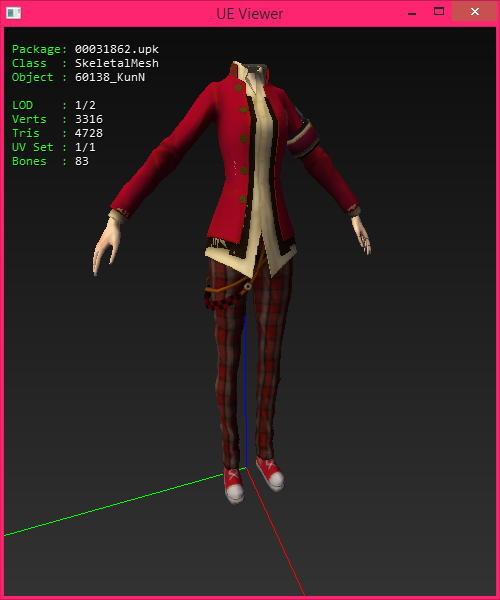 UE Viewer
Package: 00031862.upk
Class : SkeletalMesh
Object : 60138_KunN
LOD : 1/2
Verts : 3316
Tris : 4728
UV Set : 1/1
Bones : 83